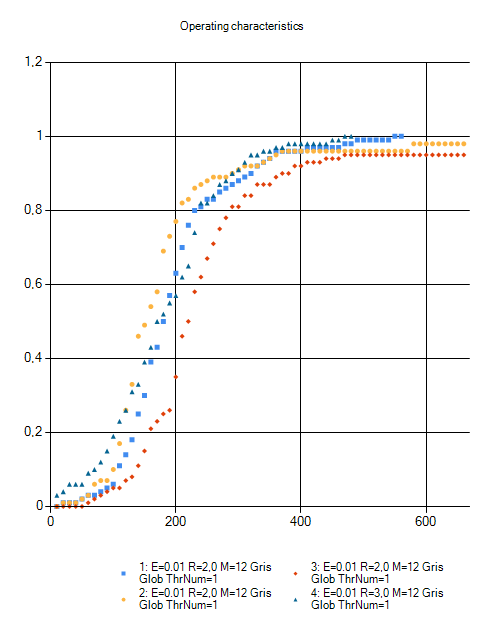 Operating characteristics
1,2
1
0,8
0,6
0,4
0,2
0
0
200
400
600
1: E=0.01 R=2,0 M=12 Gris
Glob ThrNum=1
2: E=0.01 R=2,0 M=12 Gris
Glob ThrNum=1
3: E=0.01 R=2,0 M=12 Gris
Glob ThrNum=1
4: E=0.01 R=3,0 M=12 Gris
Glob ThrNum=1